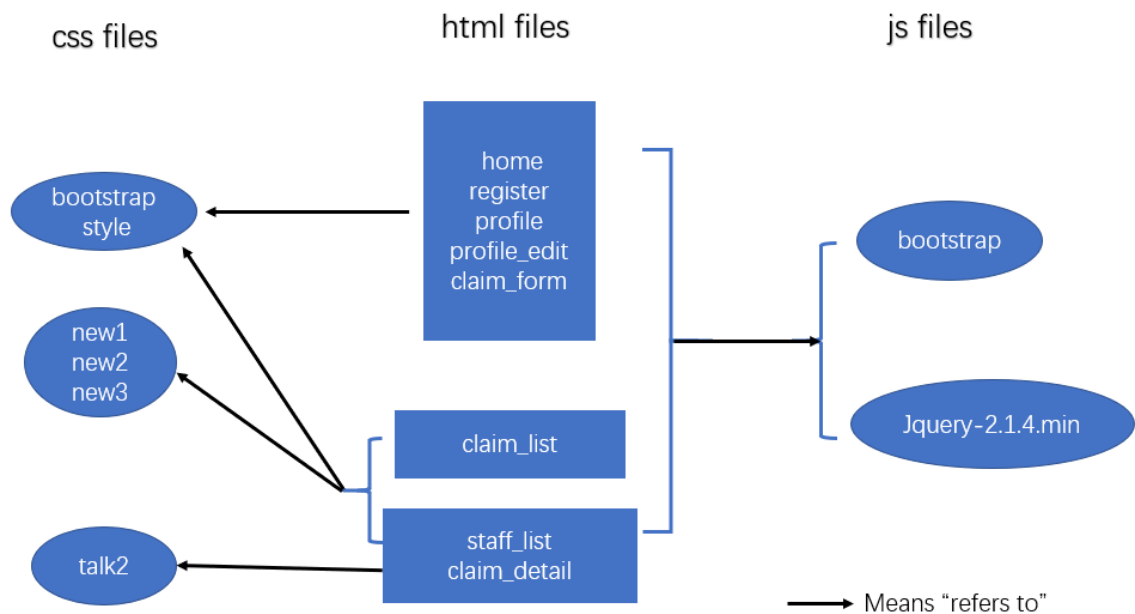 css files
html files
js files
home
register
profile
profile_edit
claim_form
bootstrap
style
bootstrap
new1
new2
new3
claim_list
Jquery-2.1.4.min
staff_list
claim_detail
talk2
Means “refers to”